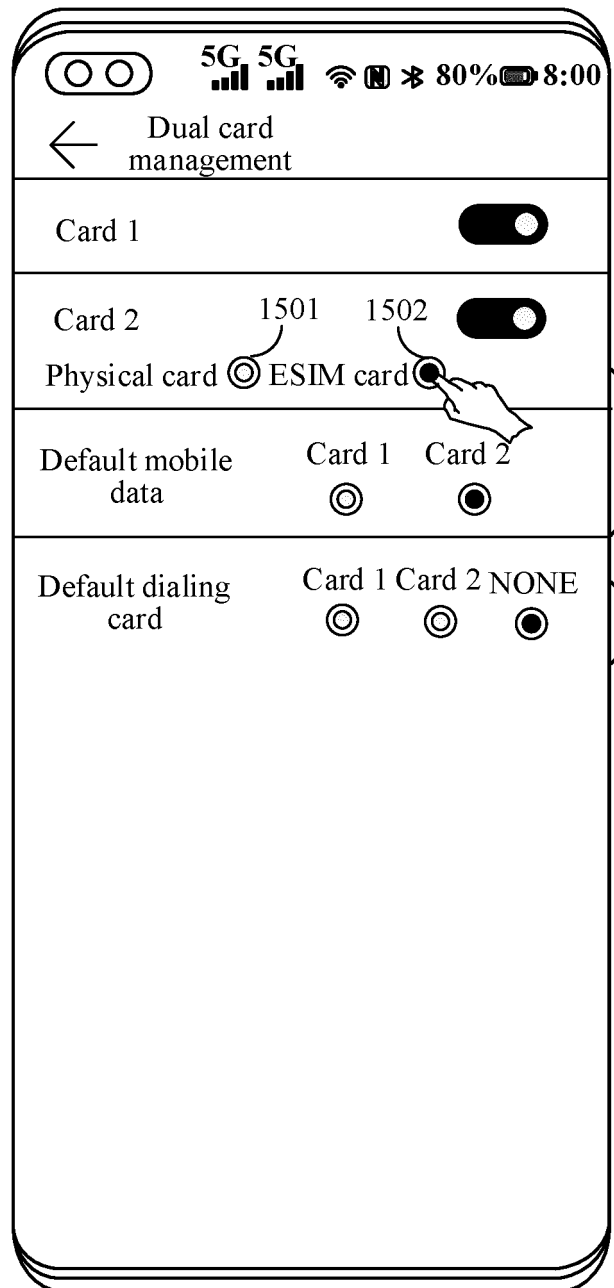 5G 5G N 80% 8:00
Dual card
management
Card 1
Card 2 1501 1502
Physical card ESIM card
Default mobile Card 1 Card 2
data
Default dialing Card 1 Card 2 NONE
card